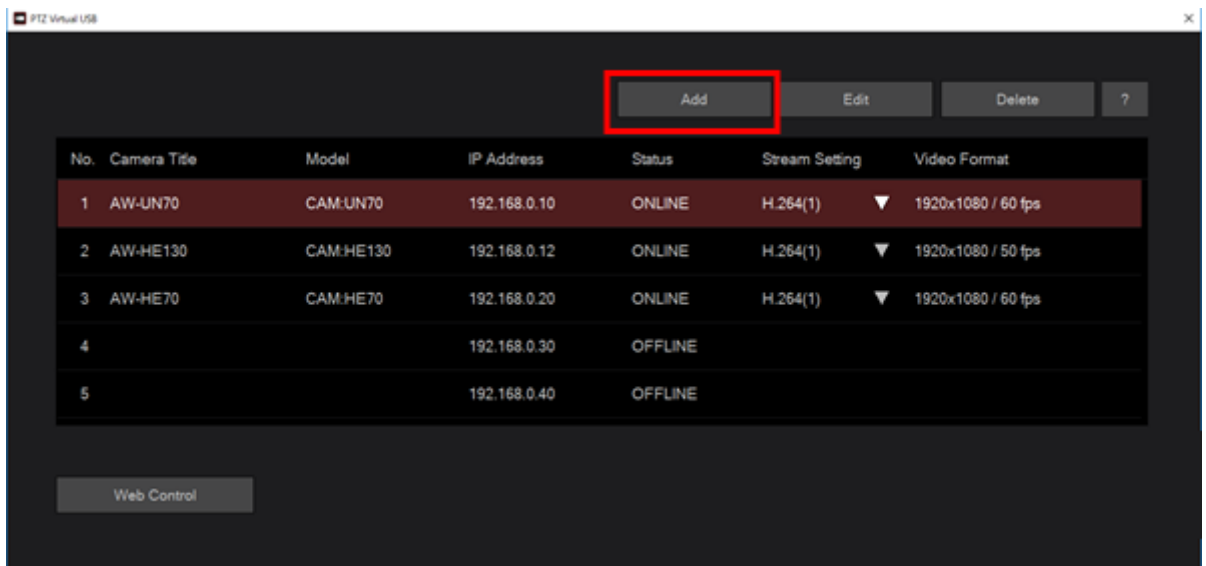 PTZ Virtual USB
Add Edit Delete ?
No. Camera Title Model IP Address Status Stream Setting Video Format
1 AW-UN70 CAM:UN70 192.168.0.10 ONLINE H.264(1) ▼ 1920x1080 / 60 fps
2 AW-HE130 CAM:HE130 192.168.0.12 ONLINE H.264(1) ▼ 1920x1080 / 50 fps
3 AW-HE70 CAM:HE70 192.168.0.20 ONLINE H.264(1) ▼ 1920x1080 / 60 fps
4 192.168.0.30 OFFLINE
5 192.168.0.40 OFFLINE
Web Control